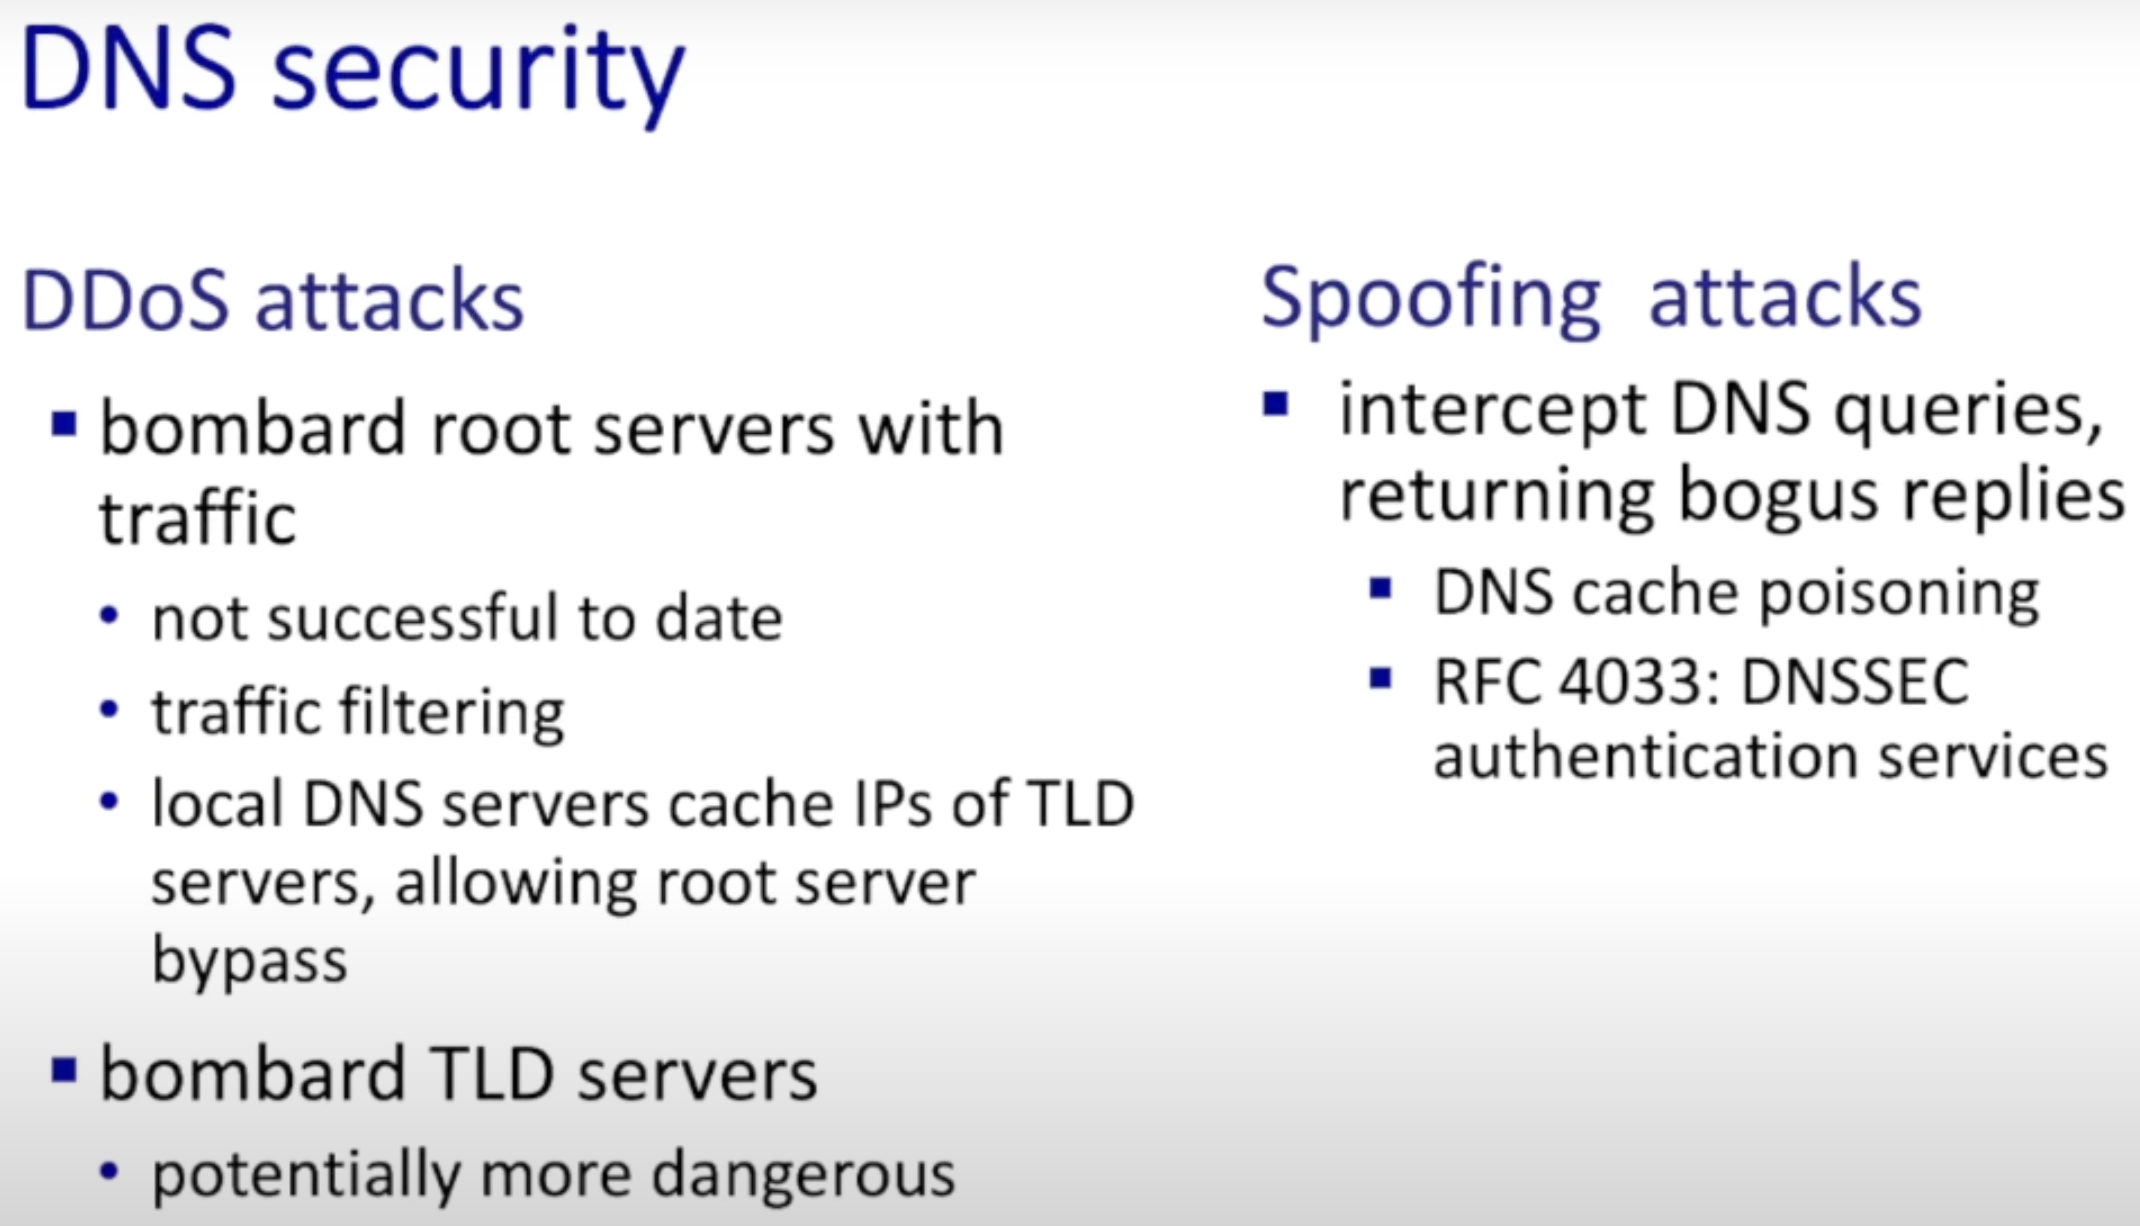 DNS security
DDoS attacks
▪ bombard root servers with
traffic
• not successful to date
• traffic filtering
• local DNS servers cache IPs of TLD
servers, allowing root server
bypass
▪ bombard TLD servers
• potentially more dangerous
Spoofing attacks
▪ intercept DNS queries,
returning bogus replies
▪ DNS cache poisoning
▪ RFC 4033: DNSSEC
authentication services